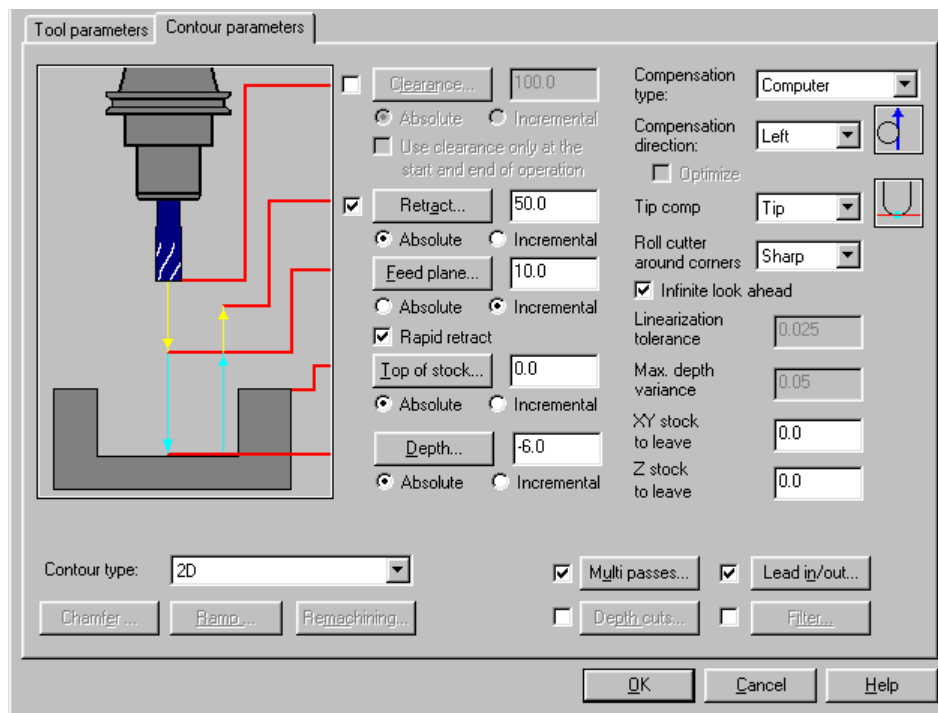 Tool parameters
Contour parameters
Clearance...
100.0
Absolute
Incremental
Use clearance only at the
start and end of operation
Retract...
50.0
Absolute
Incremental
Feed plane...
10.0
Absolute
Incremental
Rapid retract
Top of stock...
0.0
Absolute
Incremental
Depth...
-6.0
Absolute
Incremental
Compensation
type:
Computer
Compensation
direction:
Left
Optimize
Tip comp
Tip
Roll cutter
around corners
Sharp
Infinite look ahead
Linearization
tolerance
0.025
Max. depth
variance
0.05
XY stock
to leave
0.0
Z stock
to leave
0.0
Contour type:
2D
Chamfer ...
Ramp ...
Remachining...
Multi passes...
Lead in/out...
Depth cuts...
Filter...
OK
Cancel
Help